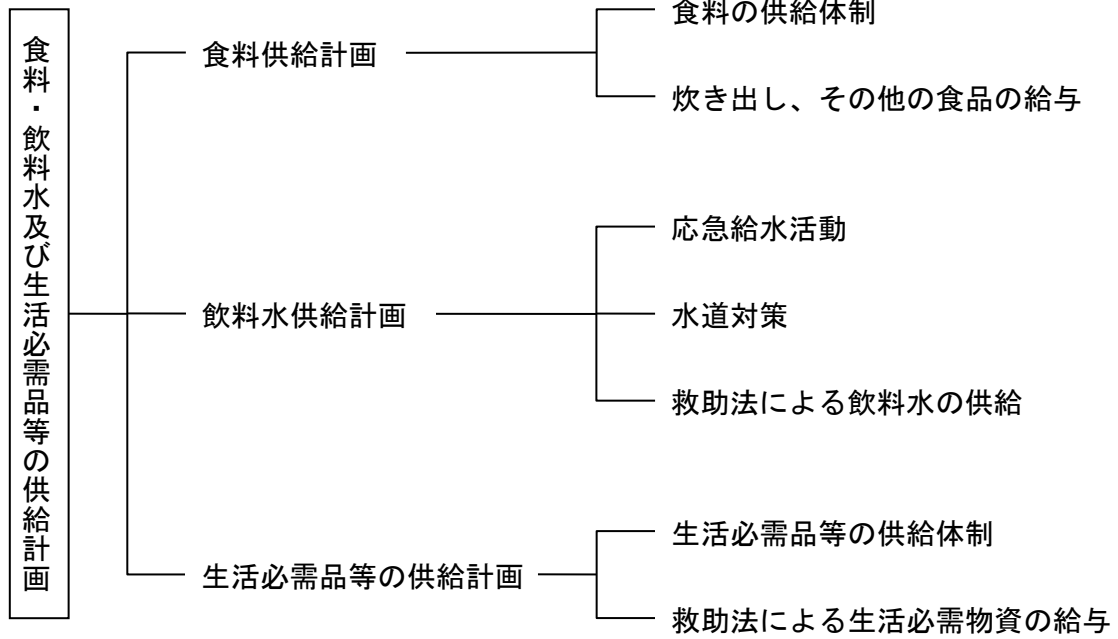 食料・飲料水及び生活必需品等の供給計画
食料供給計画
食料の供給体制
炊き出し、その他の食品の給与
飲料水供給計画
応急給水活動
水道対策
救助法による飲料水の供給
生活必需品等の供給計画
生活必需品等の供給体制
救助法による生活必需物資の給与